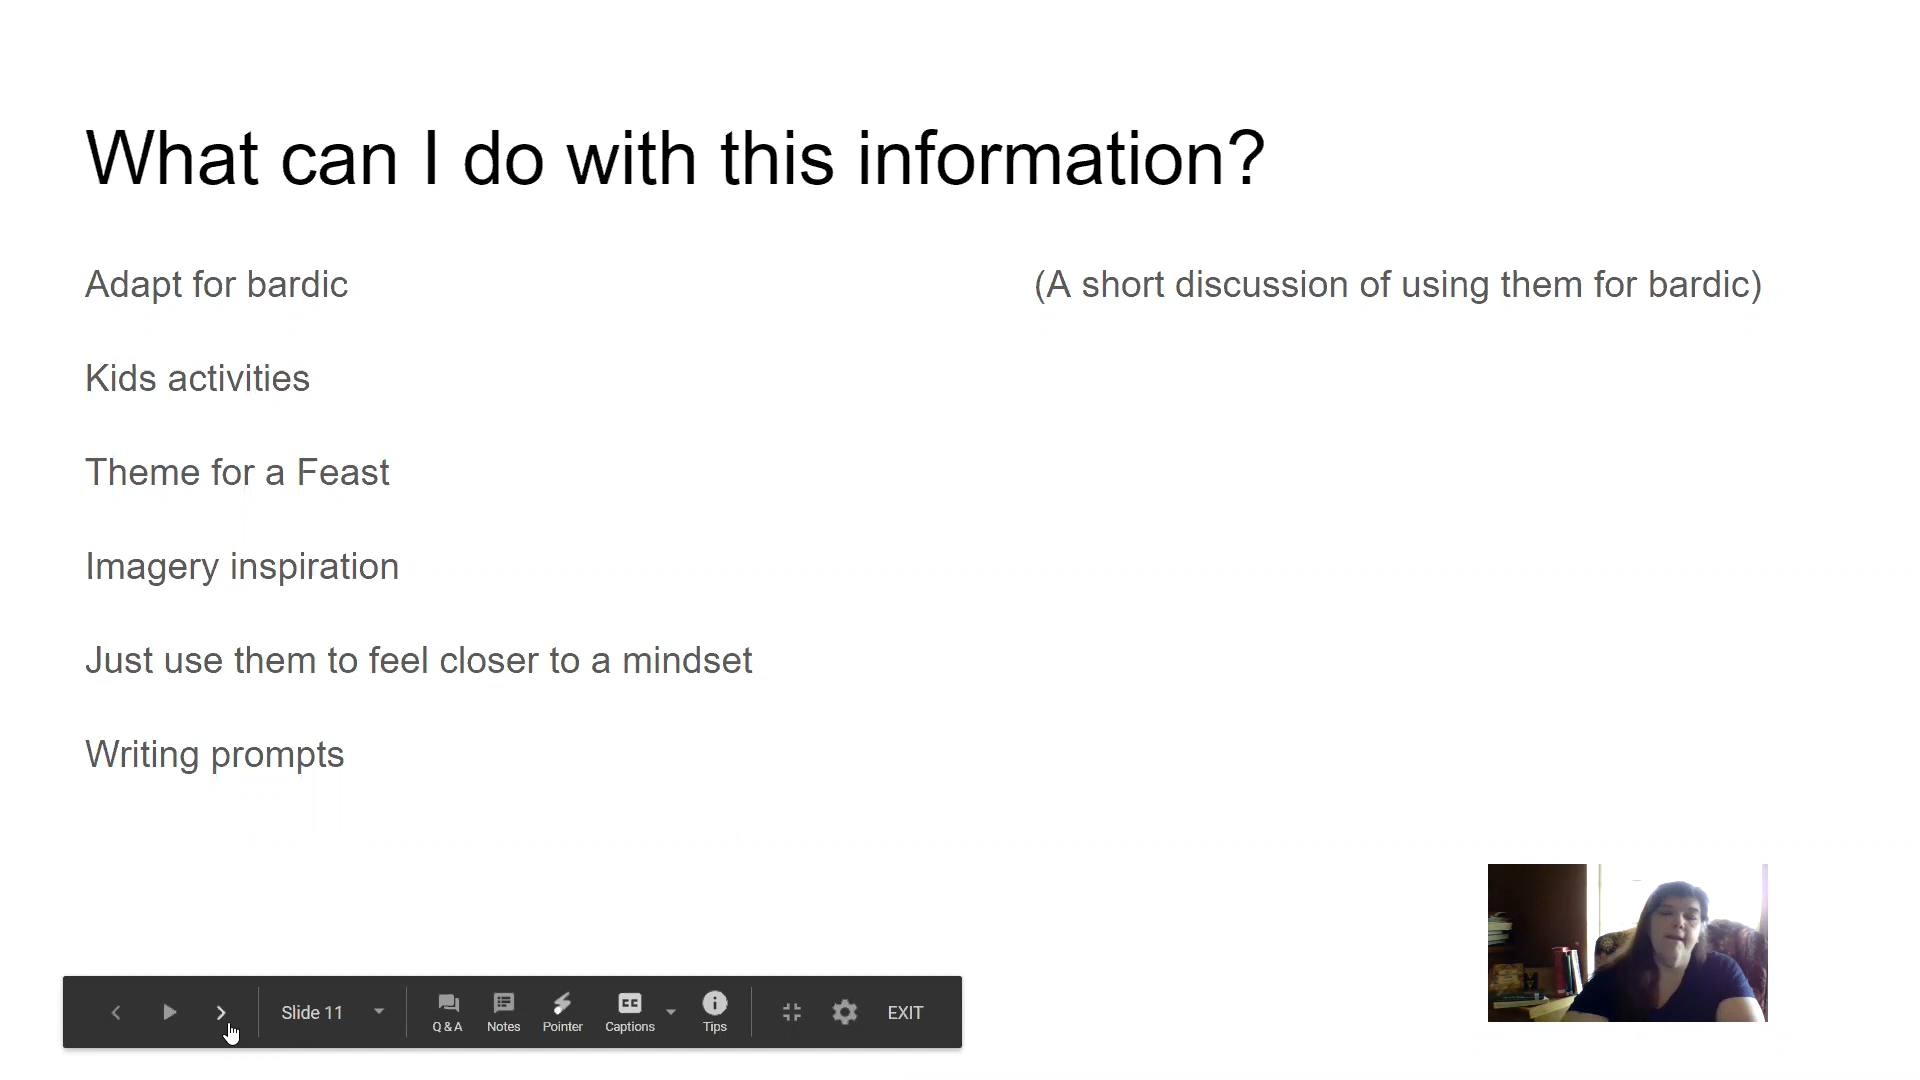 What can I do with this information?
Adapt for bardic
Kids activities
Theme for a Feast
Imagery inspiration
Just use them to feel closer to a mindset
Writing prompts
(A short discussion of using them for bardic)
Slide 11
Q & A
Notes
Pointer
CC
Captions
Tips
EXIT